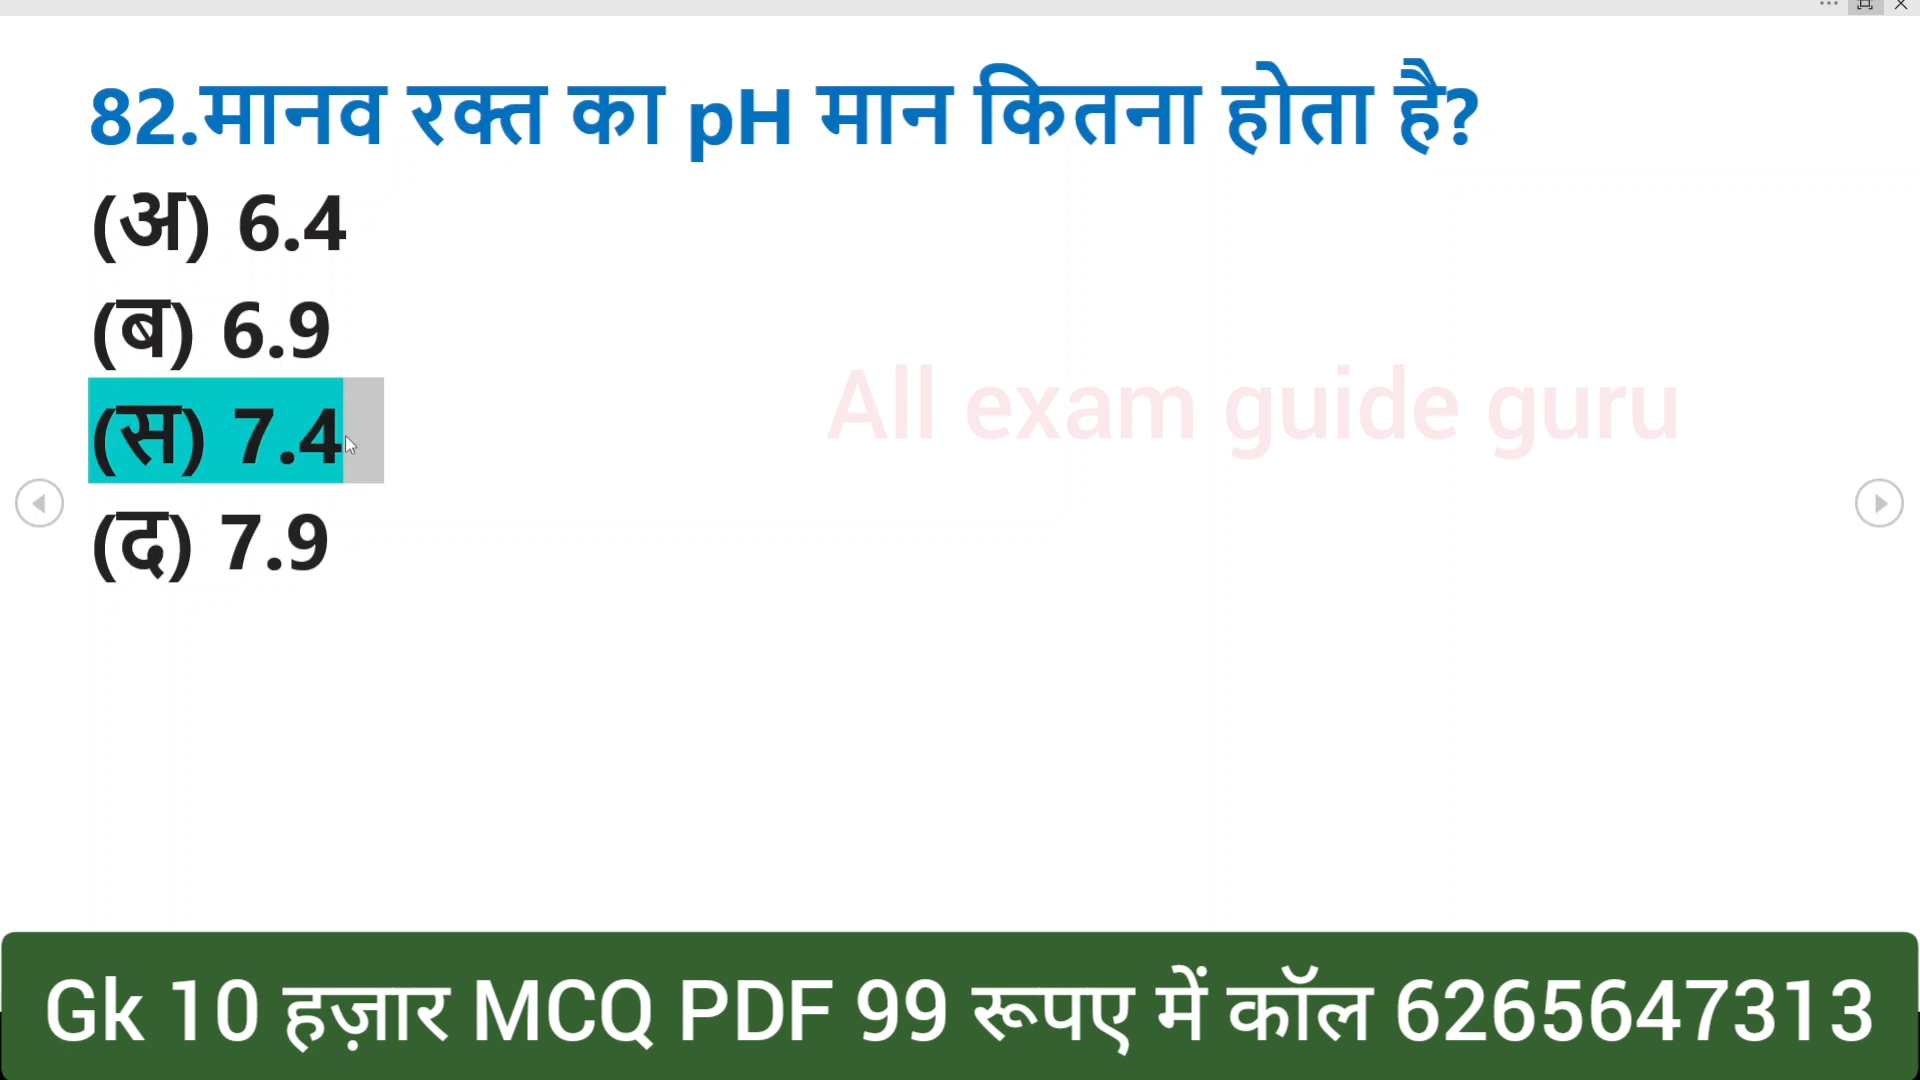 82.मानव रक्त का pH मान कितना होता है?
(अ) 6.4
(ब) 6.9
All exam guide guru
(स) 7.4
(द) 7.9
Gk 10 हज़ार MCQ PDF 99 रूपए में कॉल 6265647313